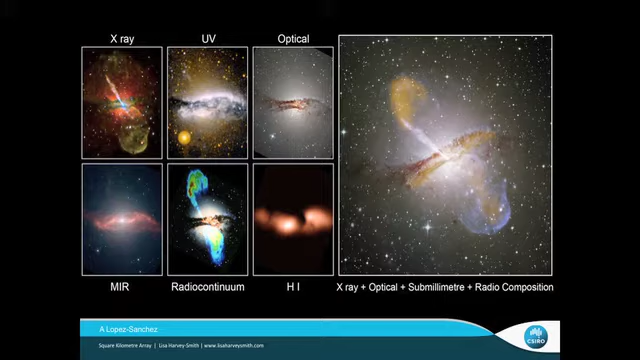 X ray
UV
Optical
MIR
Radiocontinuum
H I
X ray + Optical + Submillimetre + Radio Composition
A Lopez-Sanchez
Square Kilometre Array | Lisa Harvey-Smith | www.lisaharveysmith.com
CSIRO